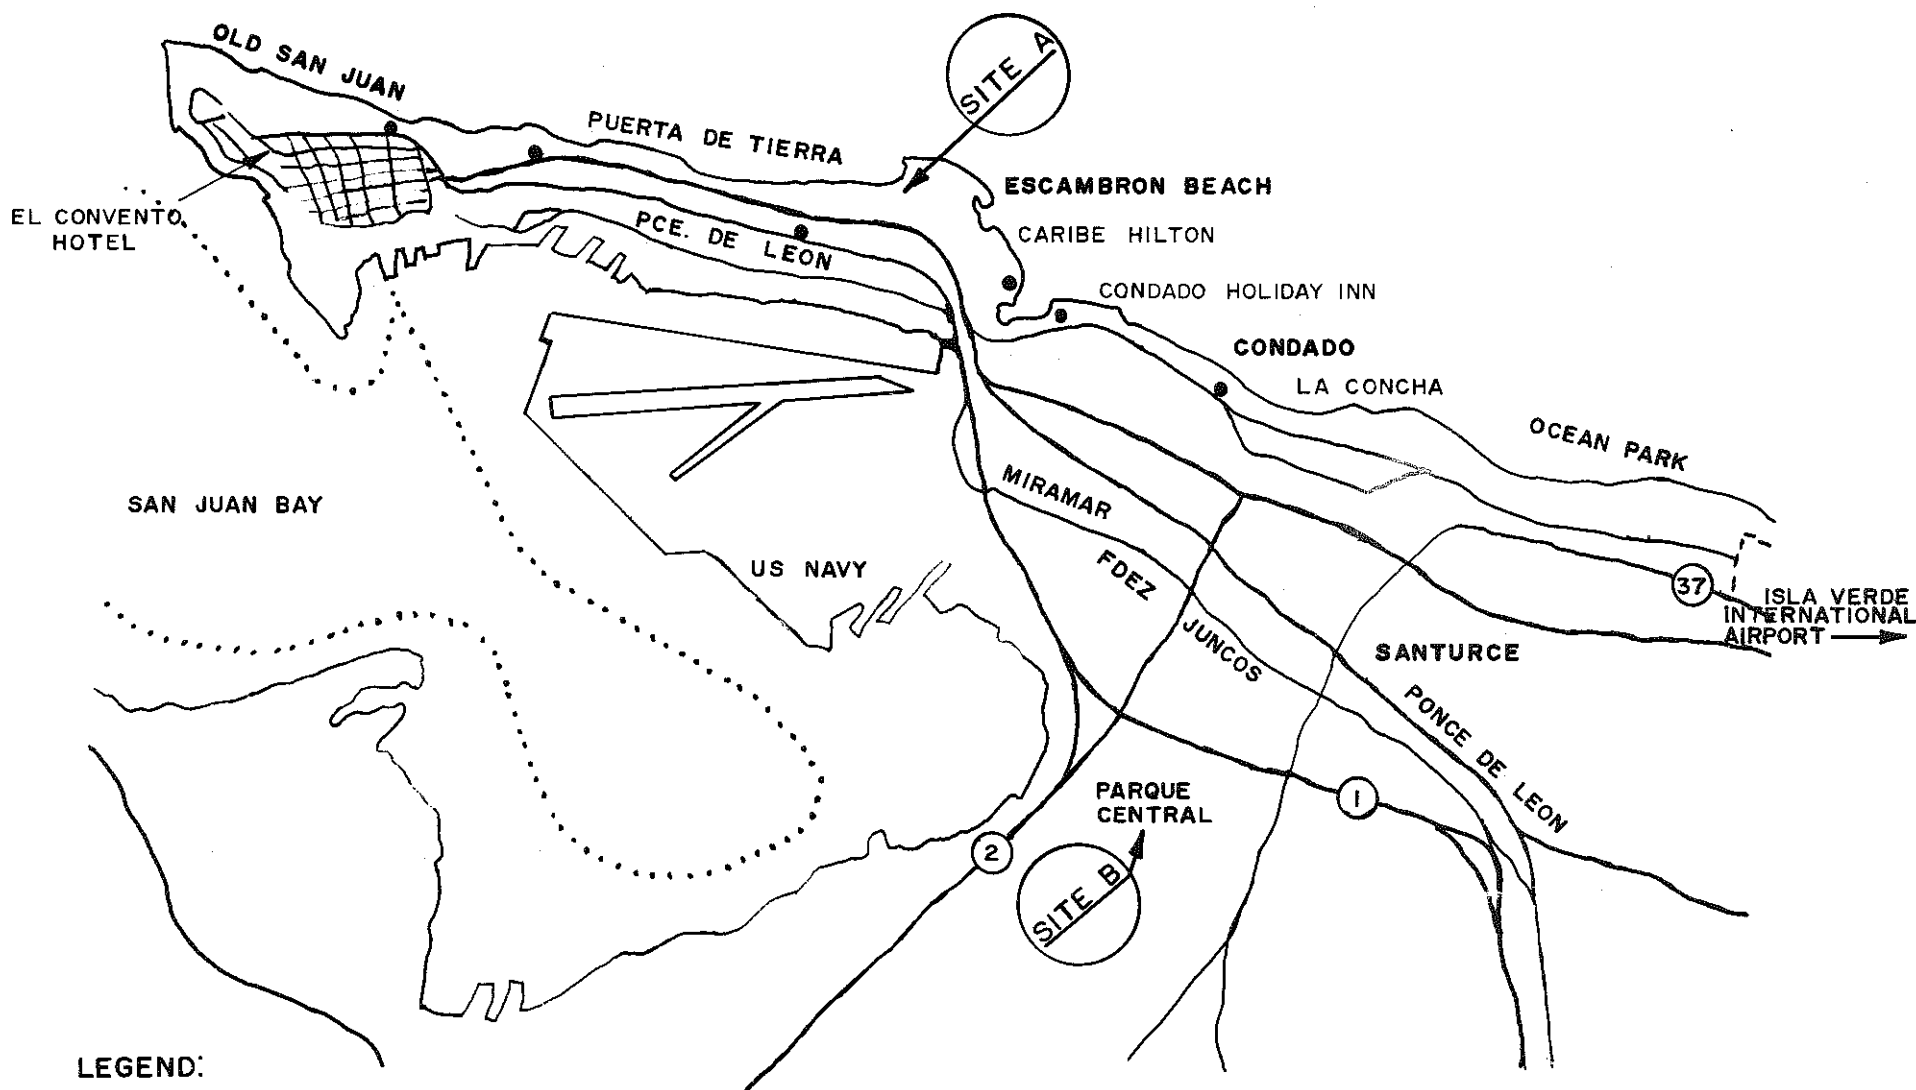 OLD SAN JUAN
SITE A
PUERTA DE TIERRA
ESCAMBRON BEACH
EL CONVENTO
HOTEL
PCE. DE LEON
CARIBE HILTON
CONDADO HOLIDAY INN
CONDADO
LA CONCHA
OCEAN PARK
SAN JUAN BAY
MIRAMAR
US NAVY
FDEZ JUNCOS
37
ISLA VERDE
INTERNATIONAL
AIRPORT
SANTURCE
PONCE DE LEON
PARQUE
CENTRAL
1
2
SITE B
LEGEND: